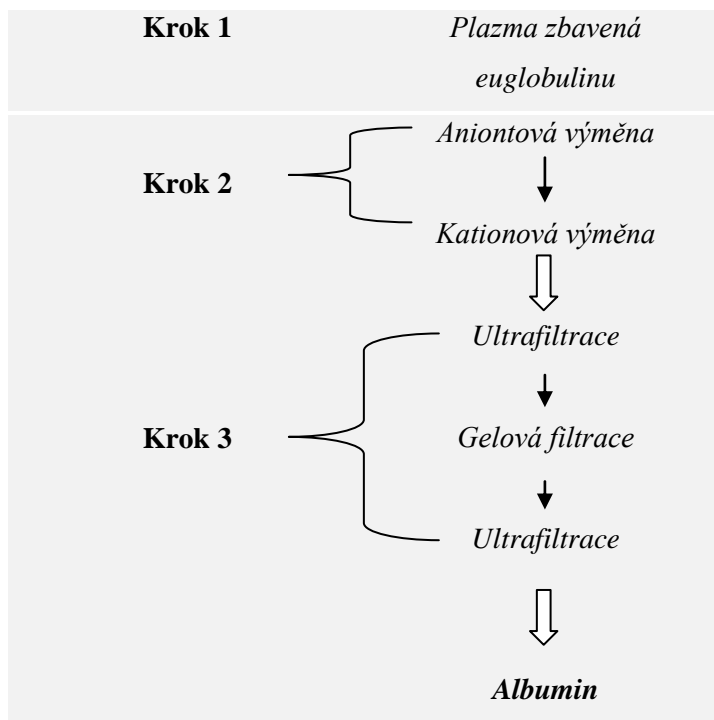 Krok 1 Plazma zbavená
euglobulinu
Aniontová výměna
Krok 2
Kationová výměna
Ultrafiltrace
Krok 3 Gelová filtrace
Ultrafiltrace
Albumin